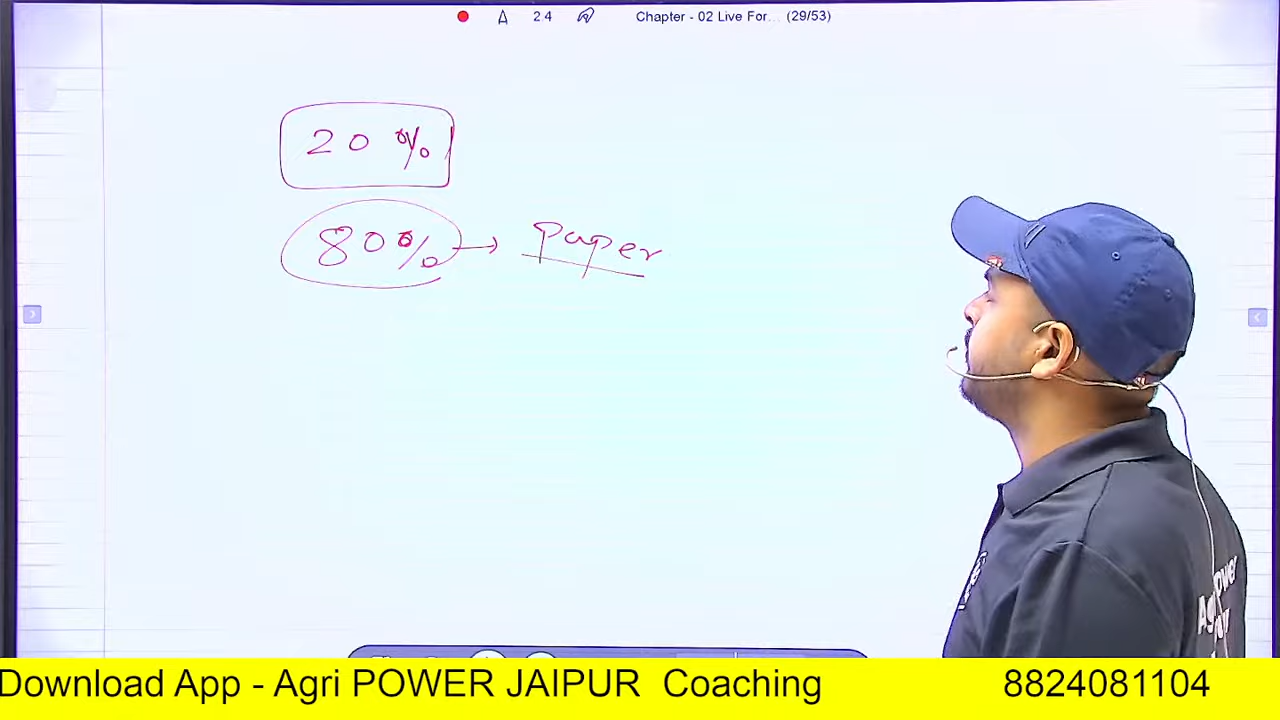 2.4 Chapter - 02 Live For... (29/53)
20%
80% → paper
Download App - Agri POWER JAIPUR Coaching 8824081104